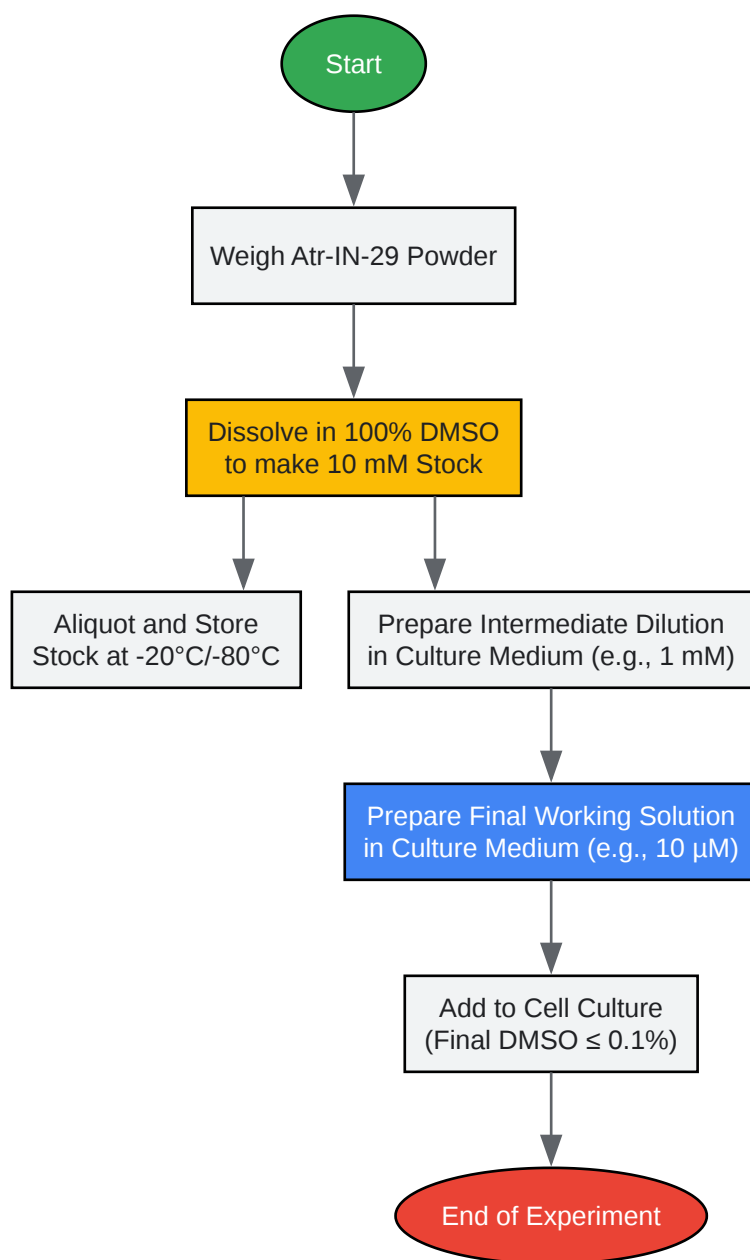 Start
Weigh Atr-IN-29 Powder
Dissolve in 100% DMSO
to make 10 mM Stock
Aliquot and Store
Stock at -20°C/-80°C
Prepare Intermediate Dilution
in Culture Medium (e.g., 1 mM)
Prepare Final Working Solution
in Culture Medium (e.g., 10 µM)
Add to Cell Culture
(Final DMSO ≤ 0.1%)
End of Experiment